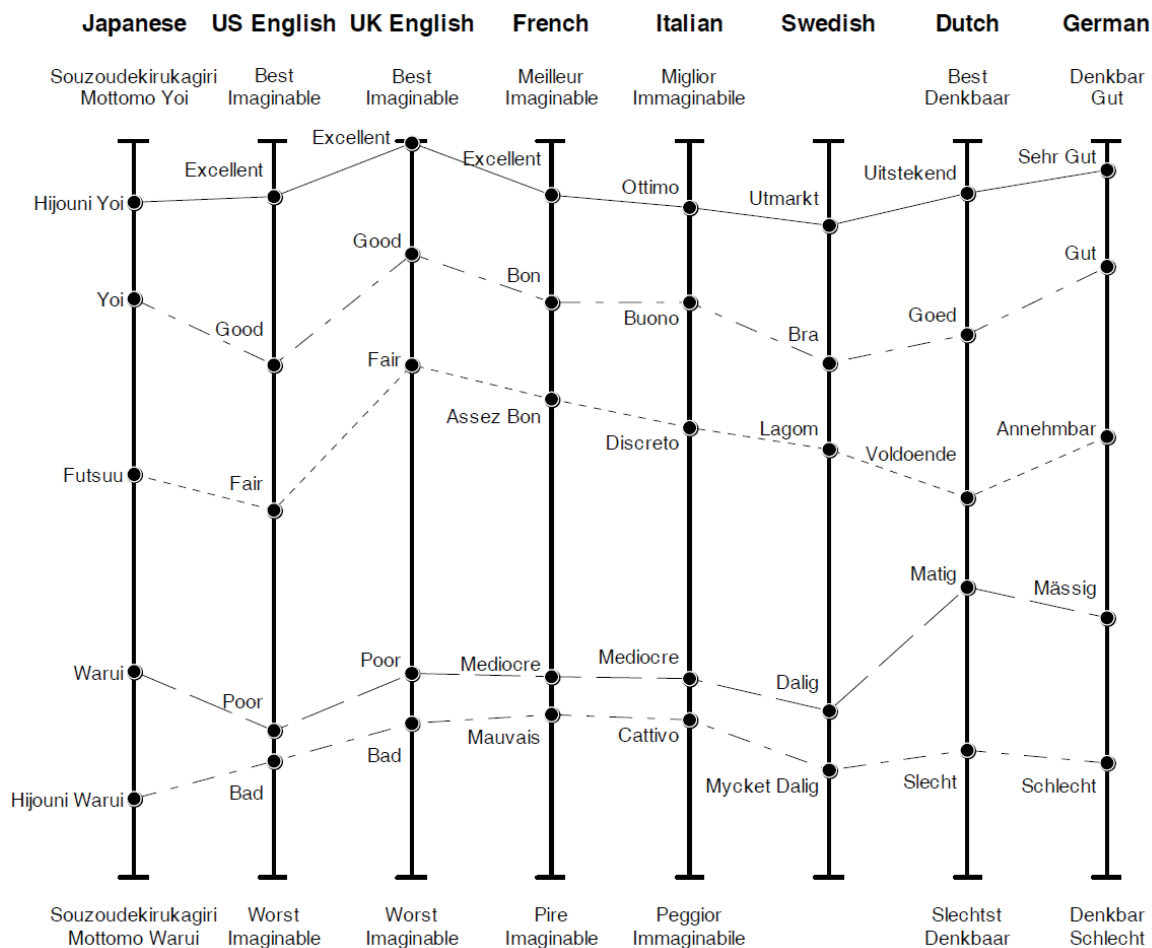 Japanese US English UK English French Italian Swedish Dutch German
Souzoudekirukagiri Best Best Meilleur Miglior Best Denkbar
Mottomo Yoi Imaginable Imaginable Imaginable Immaginabile Denkbaar Gut
Excellent
Sehr Gut
Excellent Excellent
Uitstekend
Ottimo
Utmarkt
Hijouni Yoi
Good Gut
Bon
Yoi
Buono Goed
Good Bra
Fair
Assez Bon
Lagom Annehmbar
Discreto
Voldoende
Futsuu Fair
Matig
Mässig
Poor Mediocre Mediocre
Warui
Dalig
Poor
Mauvais Cattivo
Bad
Slecht
Mycket Dalig Schlecht
Bad
Hijouni Warui
Souzoudekirukagiri Worst Worst Pire Peggior Slechtst Denkbar
Mottomo Warui Imaginable Imaginable Imaginable Immaginabile Denkbaar Schlecht